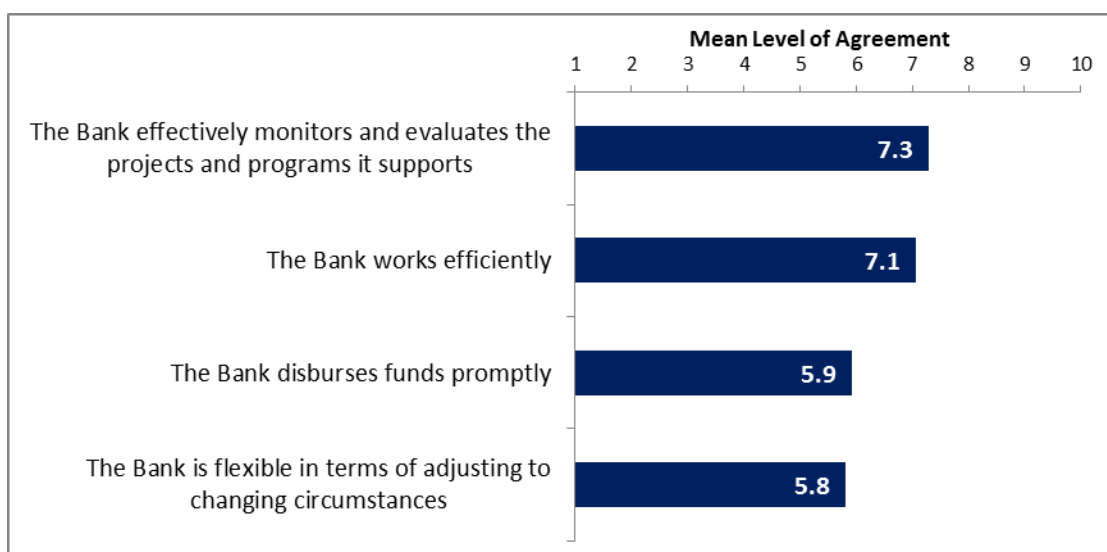 Mean Level of Agreement
1 2 3 4 5 6 7 8 9 10
The Bank effectively monitors and evaluates the
projects and programs it supports
7.3
The Bank works efficiently
7.1
The Bank disburses funds promptly
5.9
The Bank is flexible in terms of adjusting to
changing circumstances
5.8